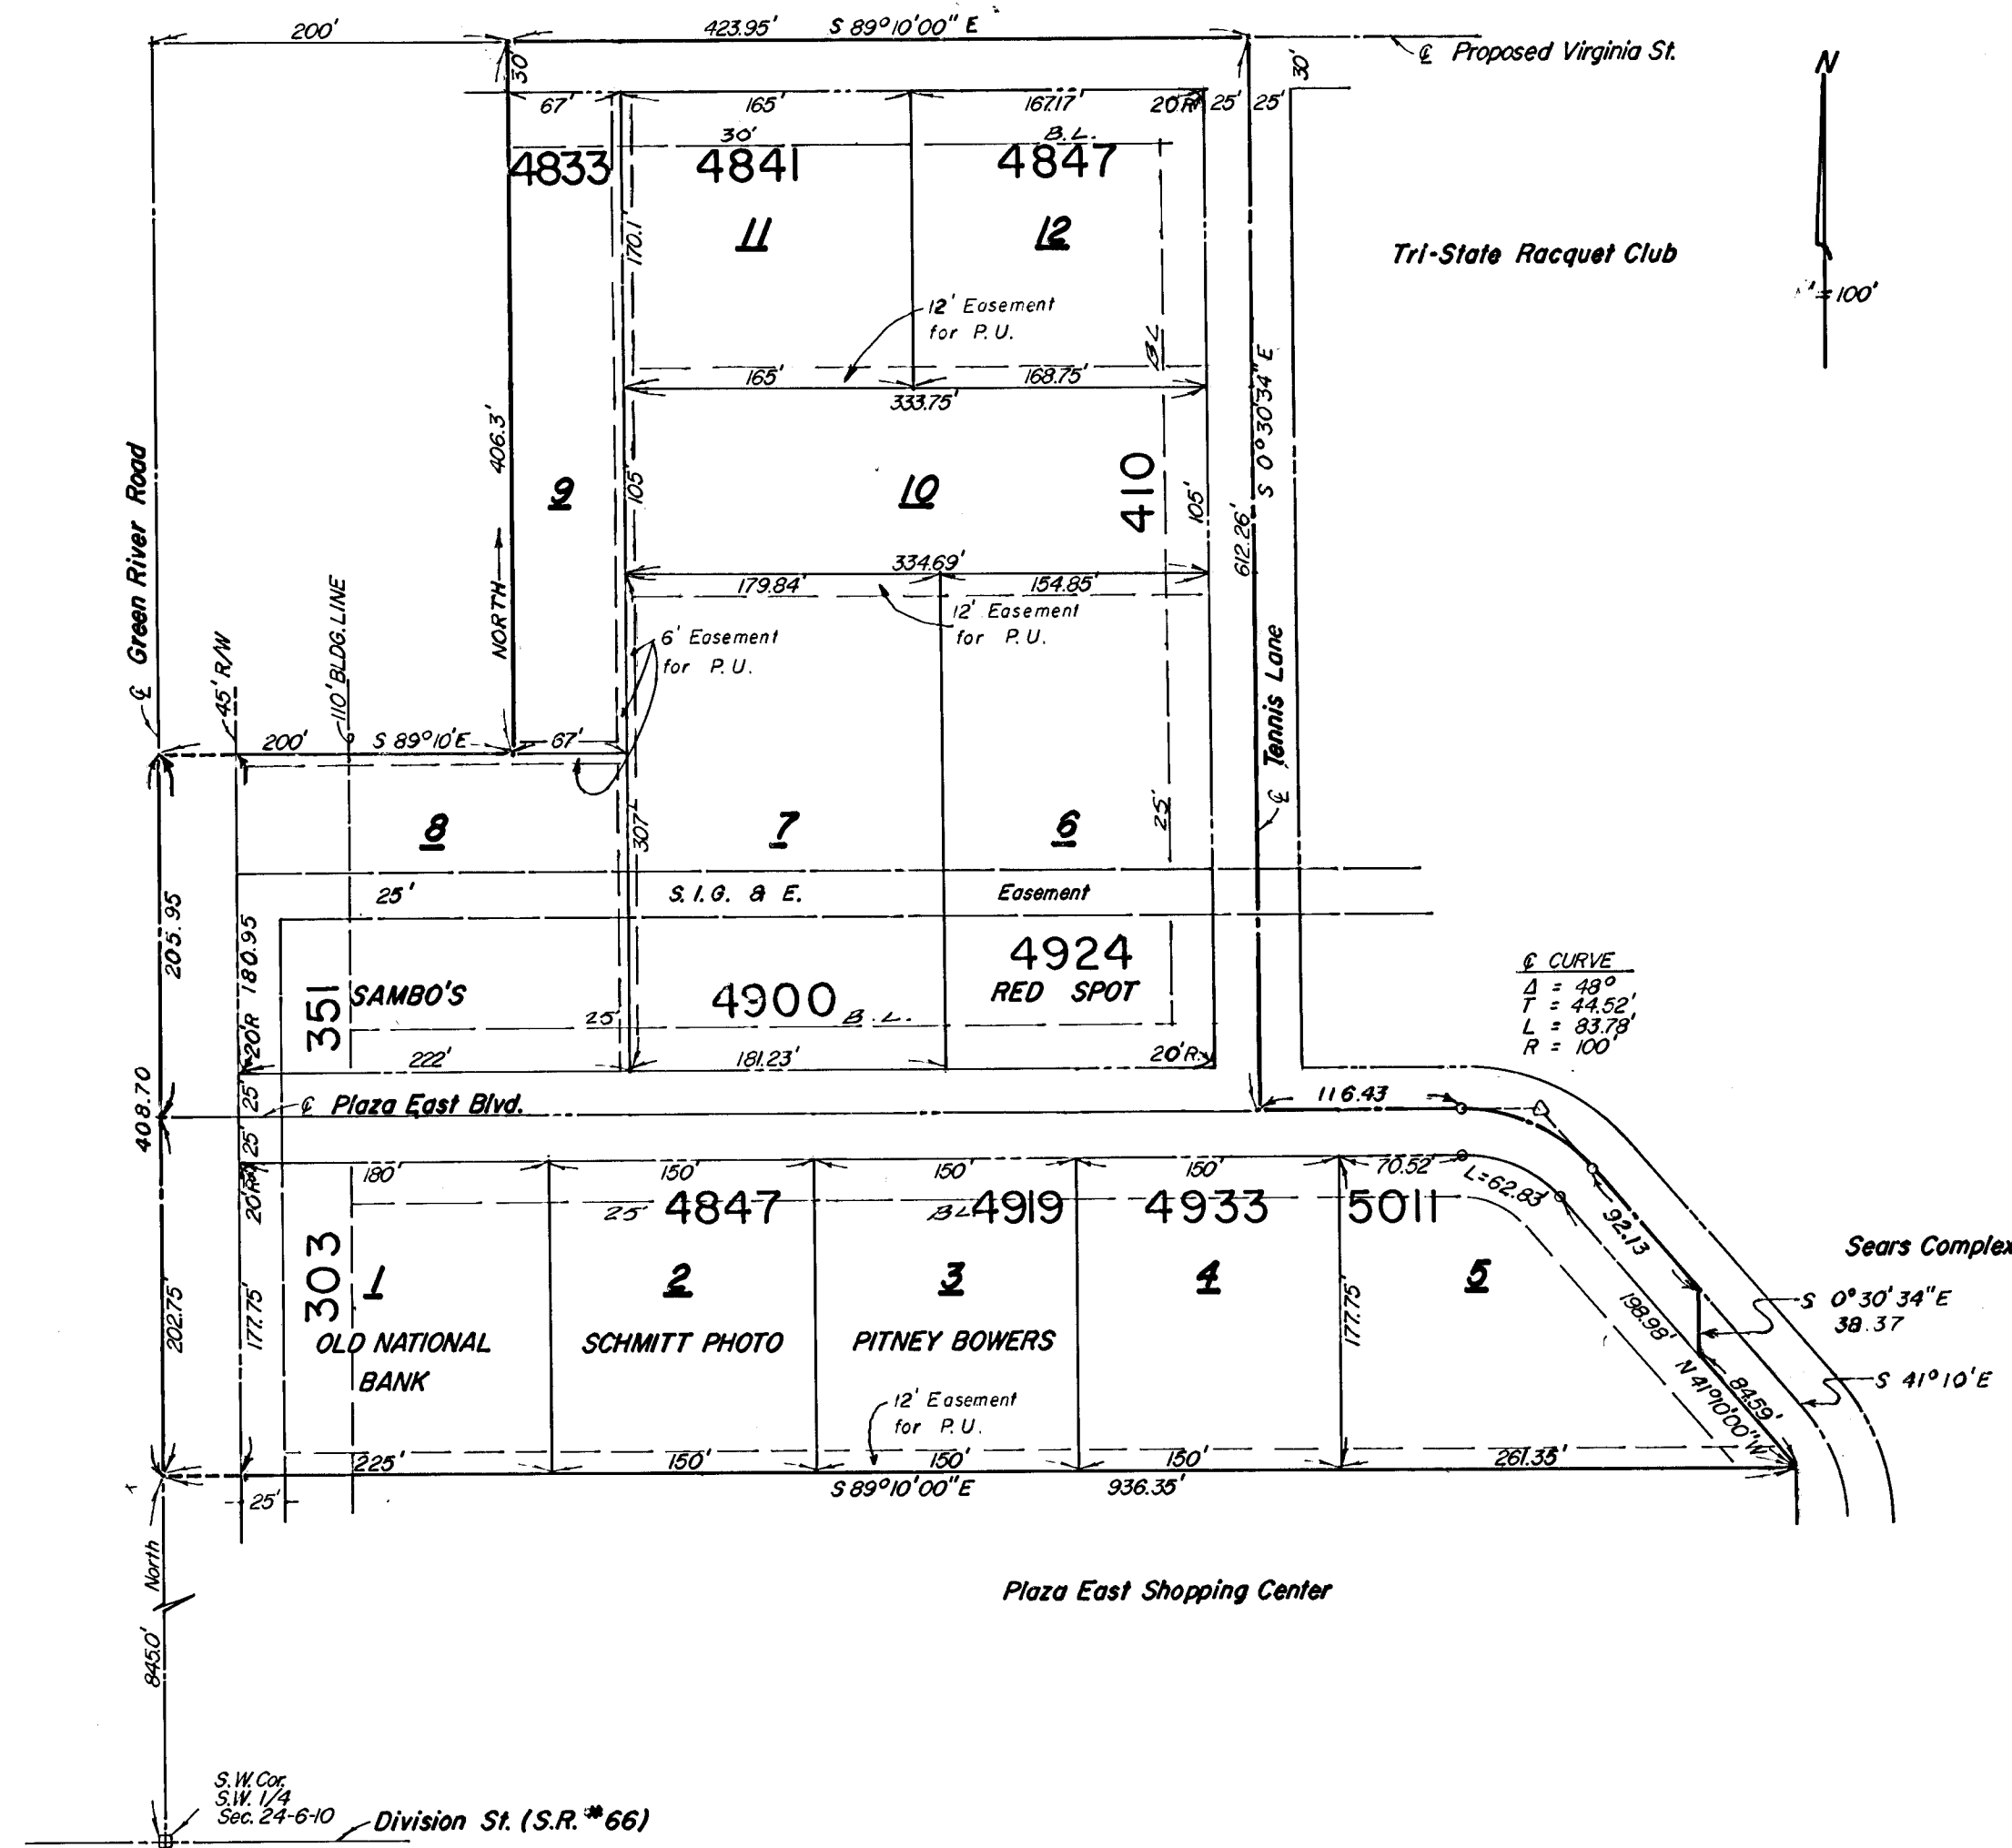 200'
423.95' S 89°10'00" E
℄ Proposed Virginia St.
N
30'
30'
67'
165'
167.17'
20'R
25'
25'
30'
B.L.
4833
4841
4847
11
12
170.1'
Tri-State Racquet Club
1" = 100'
12' Easement
for P.U.
BL
165'
168.75'
333.75'
S 0°30'34" E
406.3'
NORTH
9
105'
10
410
105'
612.26'
℄ Green River Road
334.69'
179.84'
154.85'
12' Easement
for P.U.
6' Easement
for P.U.
45' R/W
110' BLDG. LINE
℄ Tennis Lane
200'
S 89°10'E
67'
8
7
6
307'
25'
205.95
25'
S.I.G. & E.
Easement
180.95
4924
RED SPOT
351
SAMBO'S
4900
25'
B.L.
℄ CURVE
Δ = 48°
T = 44.52'
L = 83.78'
R = 100'
20'R
222'
181.23'
20'R.
408.70
25'
℄ Plaza East Blvd.
116.43
25'
20'R
180'
150'
150'
150'
70.52'
L=62.83'
25'
4847
BL
4919
4933
5011
92.13
Sears Complex
202.75'
177.75'
303
1
2
3
4
5
177.75'
198.98'
S 0°30'34"E
38.37
OLD NATIONAL
BANK
SCHMITT PHOTO
PITNEY BOWERS
N 41°10'00"W
84.59'
S 41°10'E
12' Easement
for P.U.
225'
150'
150'
150'
261.35'
25'
S 89°10'00"E
936.35'
North
845.0'
Plaza East Shopping Center
S.W. Cor.
S.W. 1/4
Sec. 24-6-10
Division St. (S.R. #66)